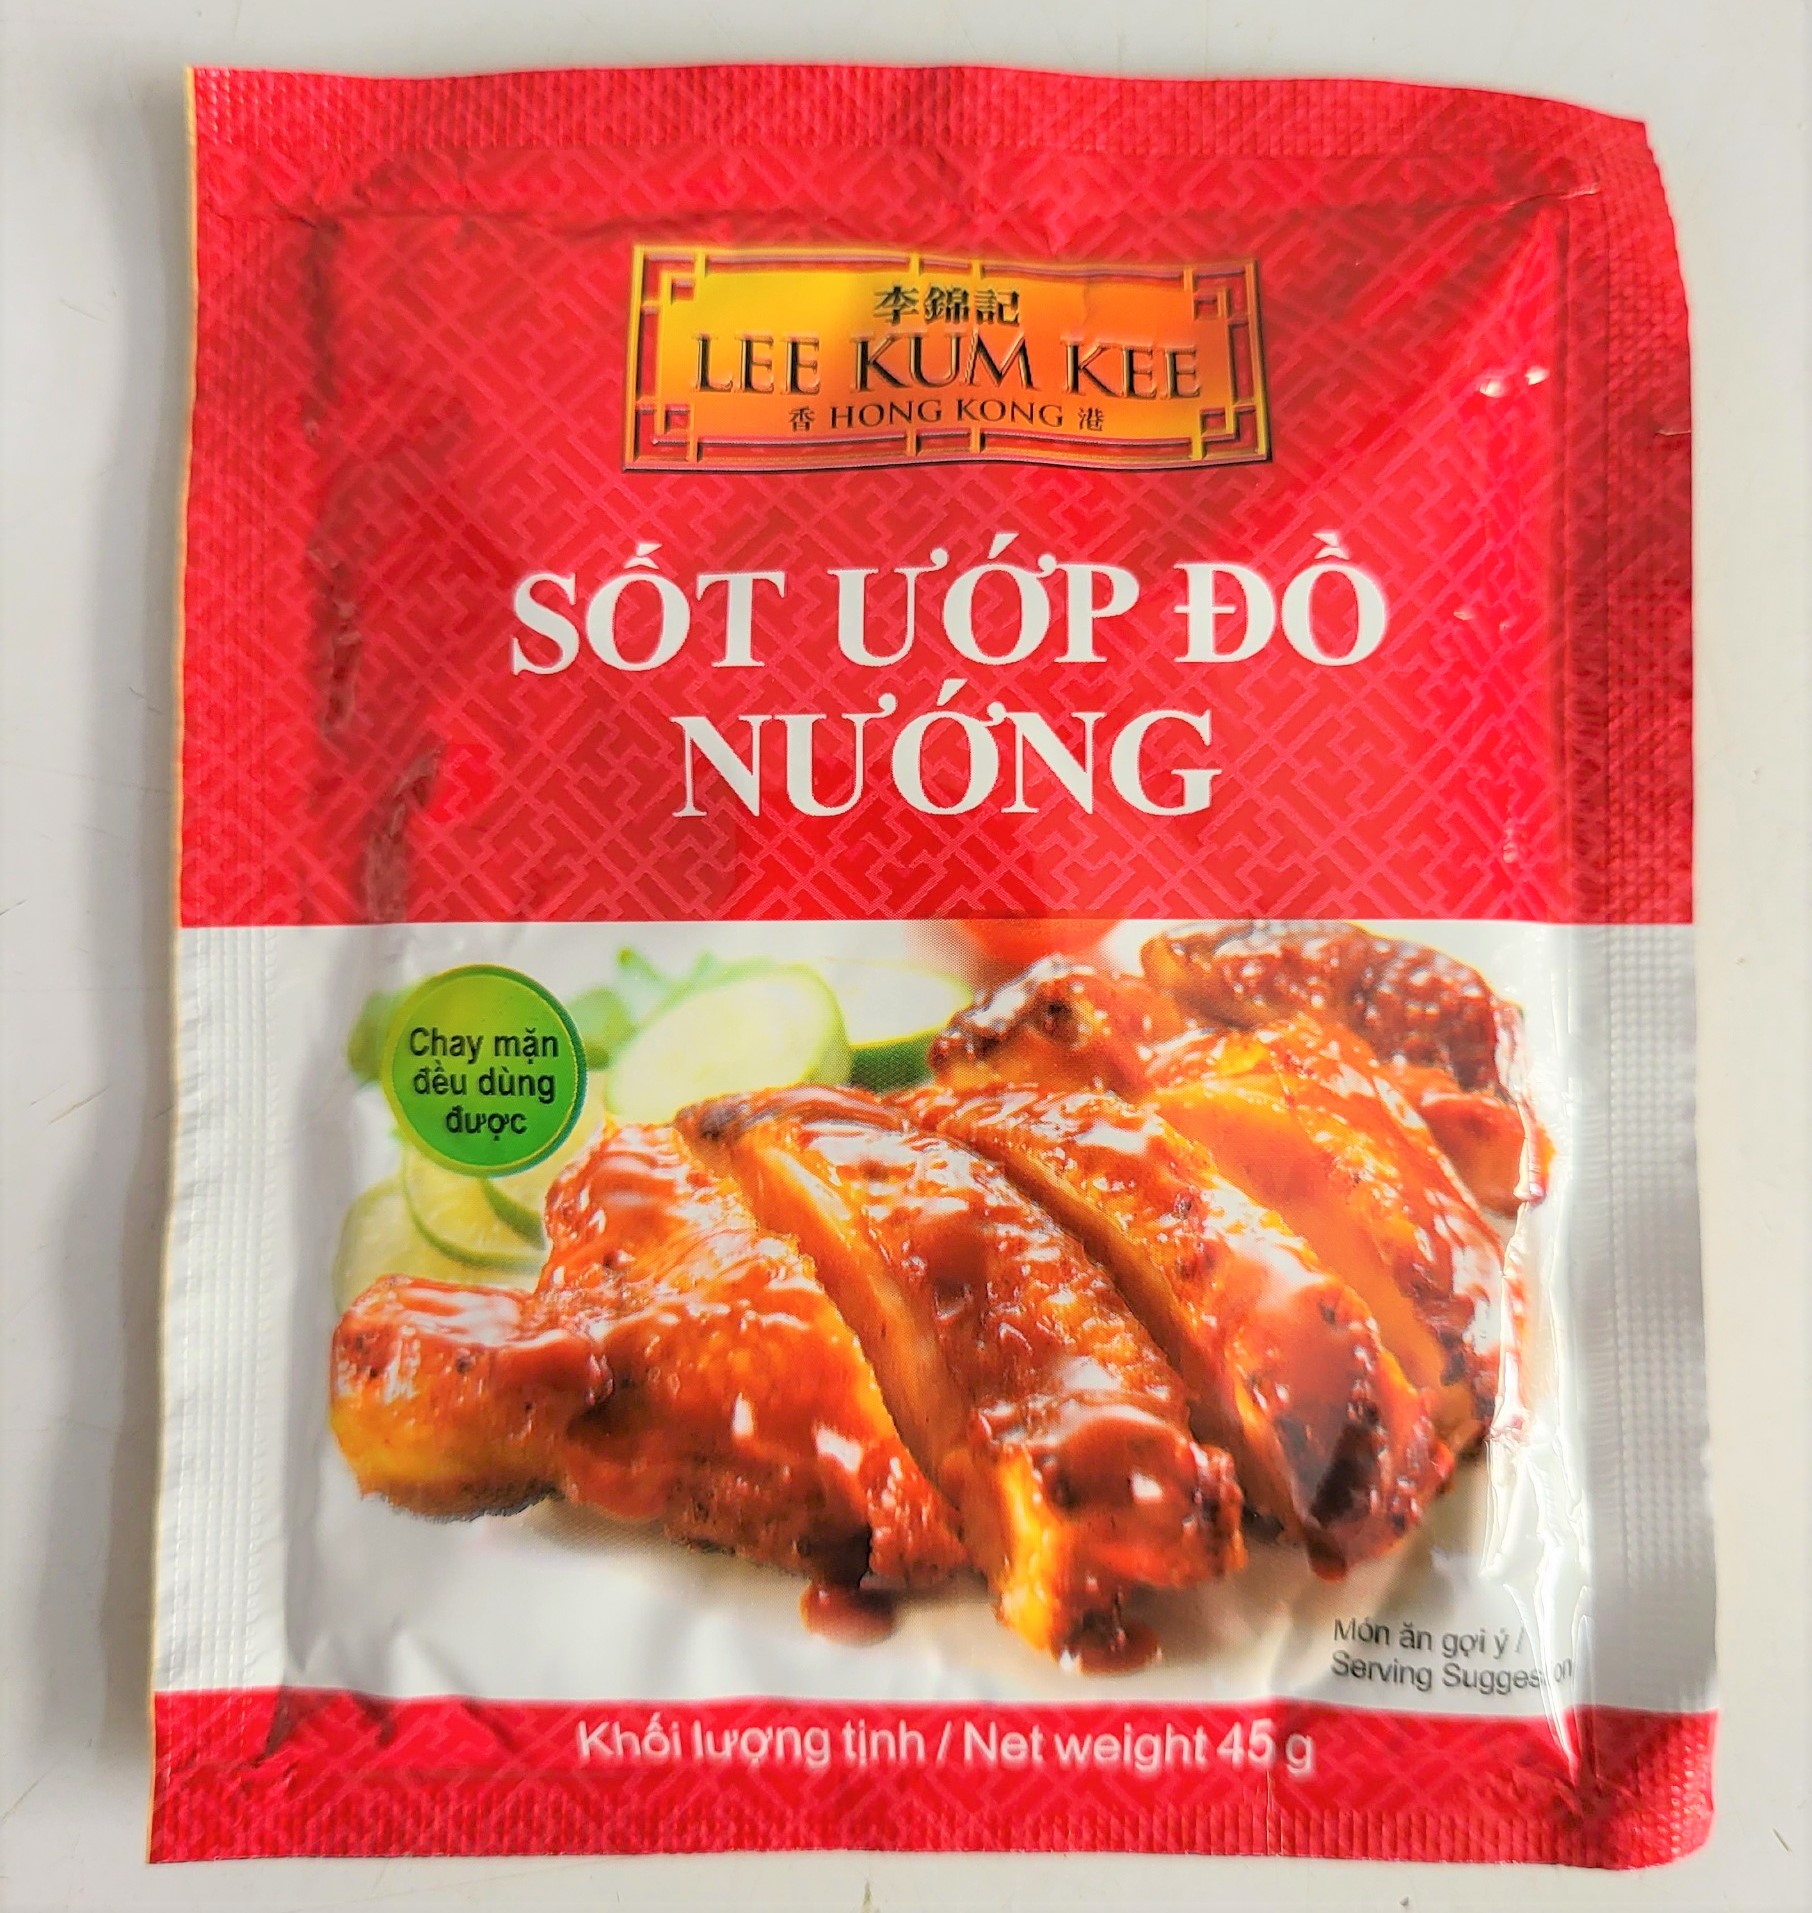 李錦記
LEE KUM KEE
香 HONG KONG 港
SỐT ƯỚP ĐỒ
NƯỚNG
Chay mặn
đều dùng
được
Món ăn gợi ý /
Serving Suggestion
Khối lượng tịnh / Net weight 45 g